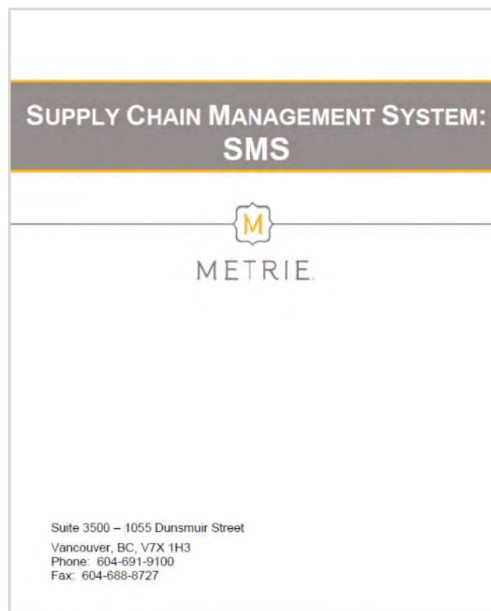 SUPPLY CHAIN MANAGEMENT SYSTEM:
SMS
M
METRIE.
Suite 3500 – 1055 Dunsmuir Street
Vancouver, BC, V7X 1H3
Phone: 604-691-9100
Fax: 604-688-8727